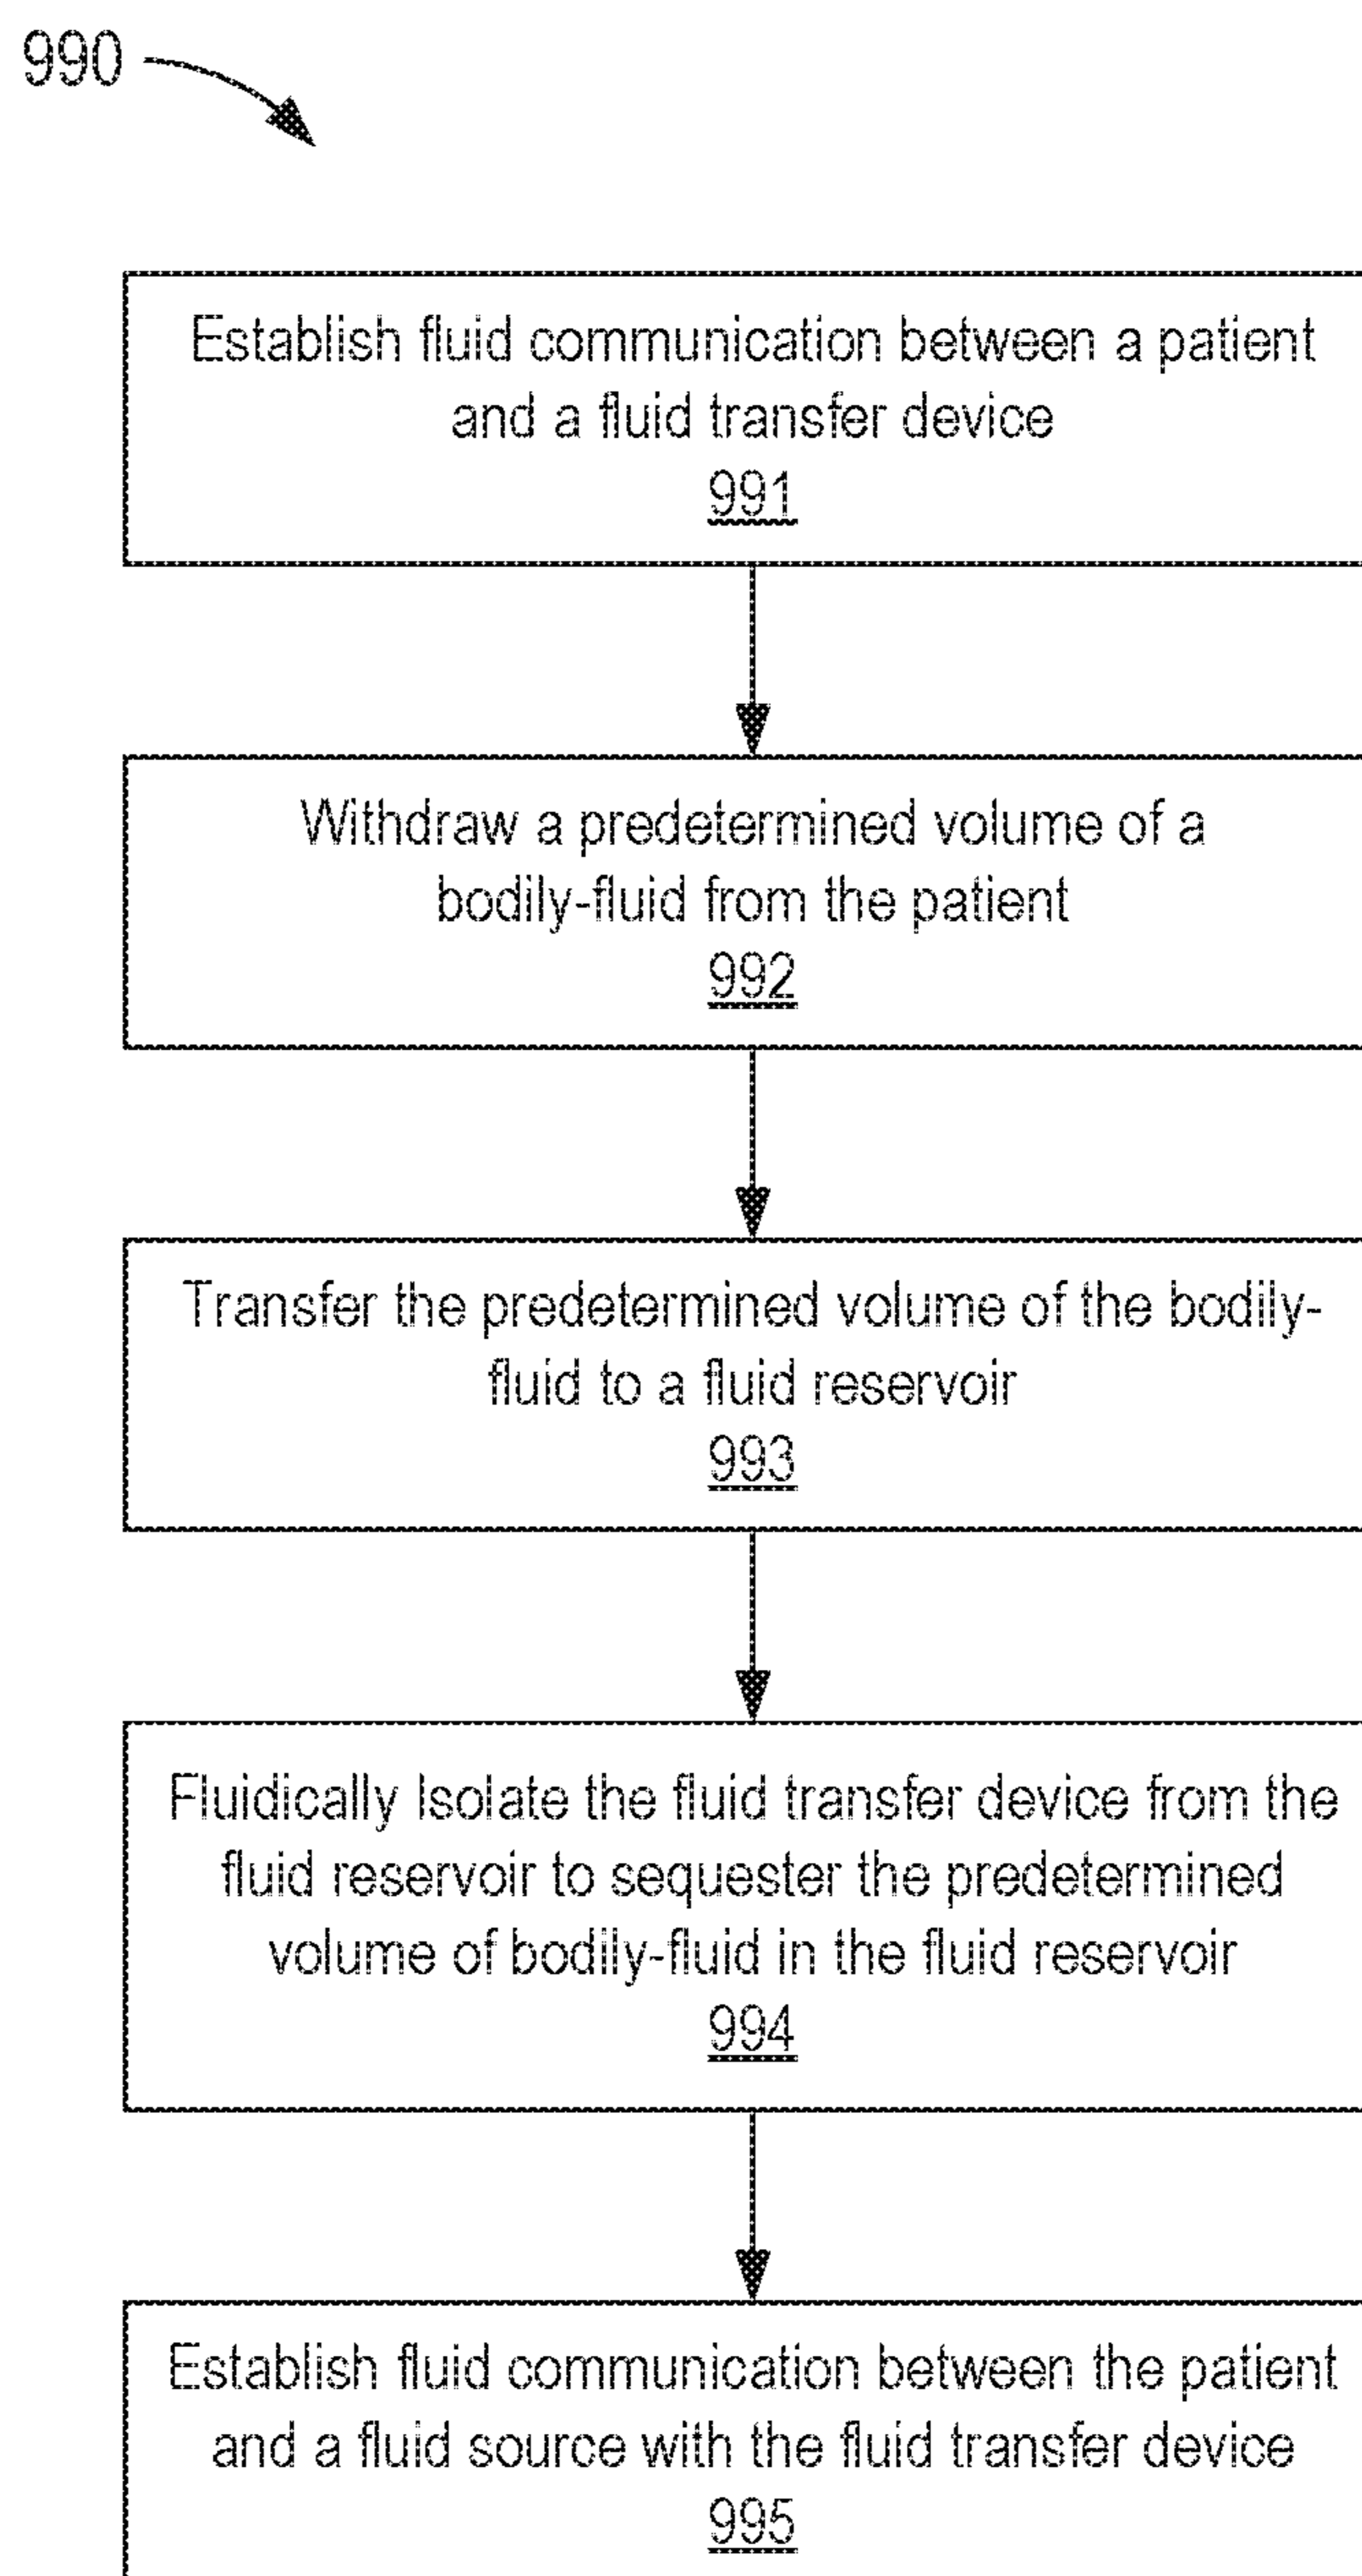 990
Establish fluid communication between a patient
and a fluid transfer device
991
Withdraw a predetermined volume of a
bodily-fluid from the patient
992
Transfer the predetermined volume of the bodily-
fluid to a fluid reservoir
993
Fluidically Isolate the fluid transfer device from the
fluid reservoir to sequester the predetermined
volume of bodily-fluid in the fluid reservoir
994
Establish fluid communication between the patient
and a fluid source with the fluid transfer device
995